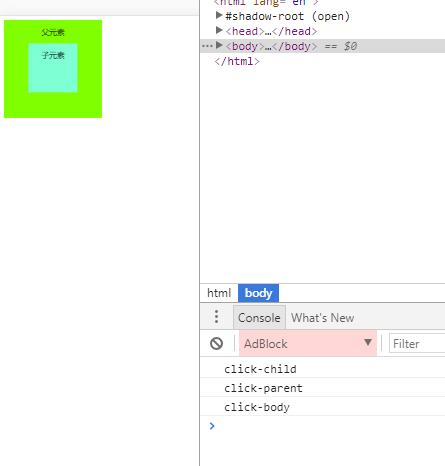 父元素
子元素
<html lang="en">
#shadow-root (open)
<head>…</head>
••• <body>…</body> == $0
</html>
html body
Console What's New
AdBlock Filter
click-child
click-parent
click-body
>